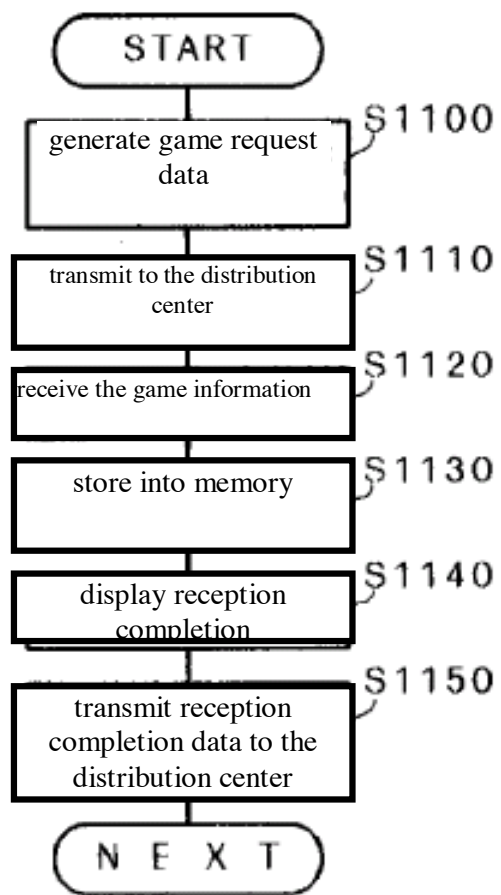 START
S1100
generate game request
data
S1110
transmit to the distribution
center
S1120
receive the game information
S1130
store into memory
S1140
display reception
completion
S1150
transmit reception
completion data to the
distribution center
NEXT